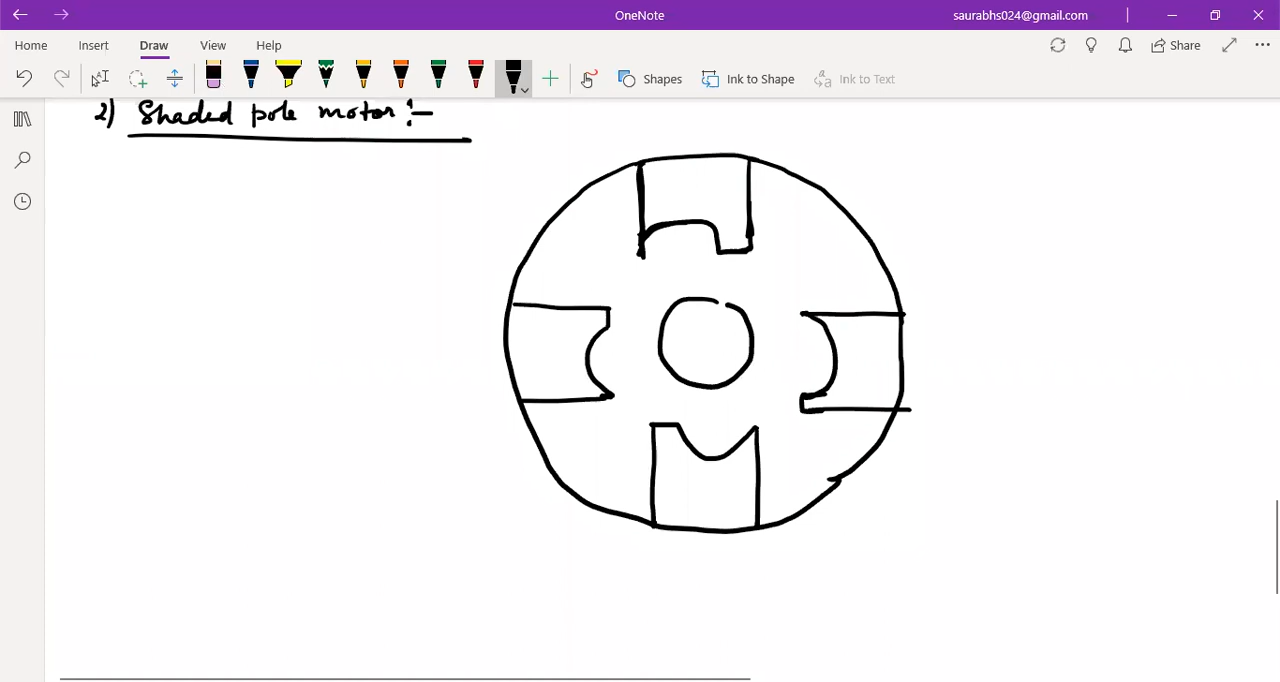 OneNote
saurabhs024@gmail.com
Home Insert Draw View Help
Share
Shapes Ink to Shape Ink to Text
2) Shaded pole motor :-